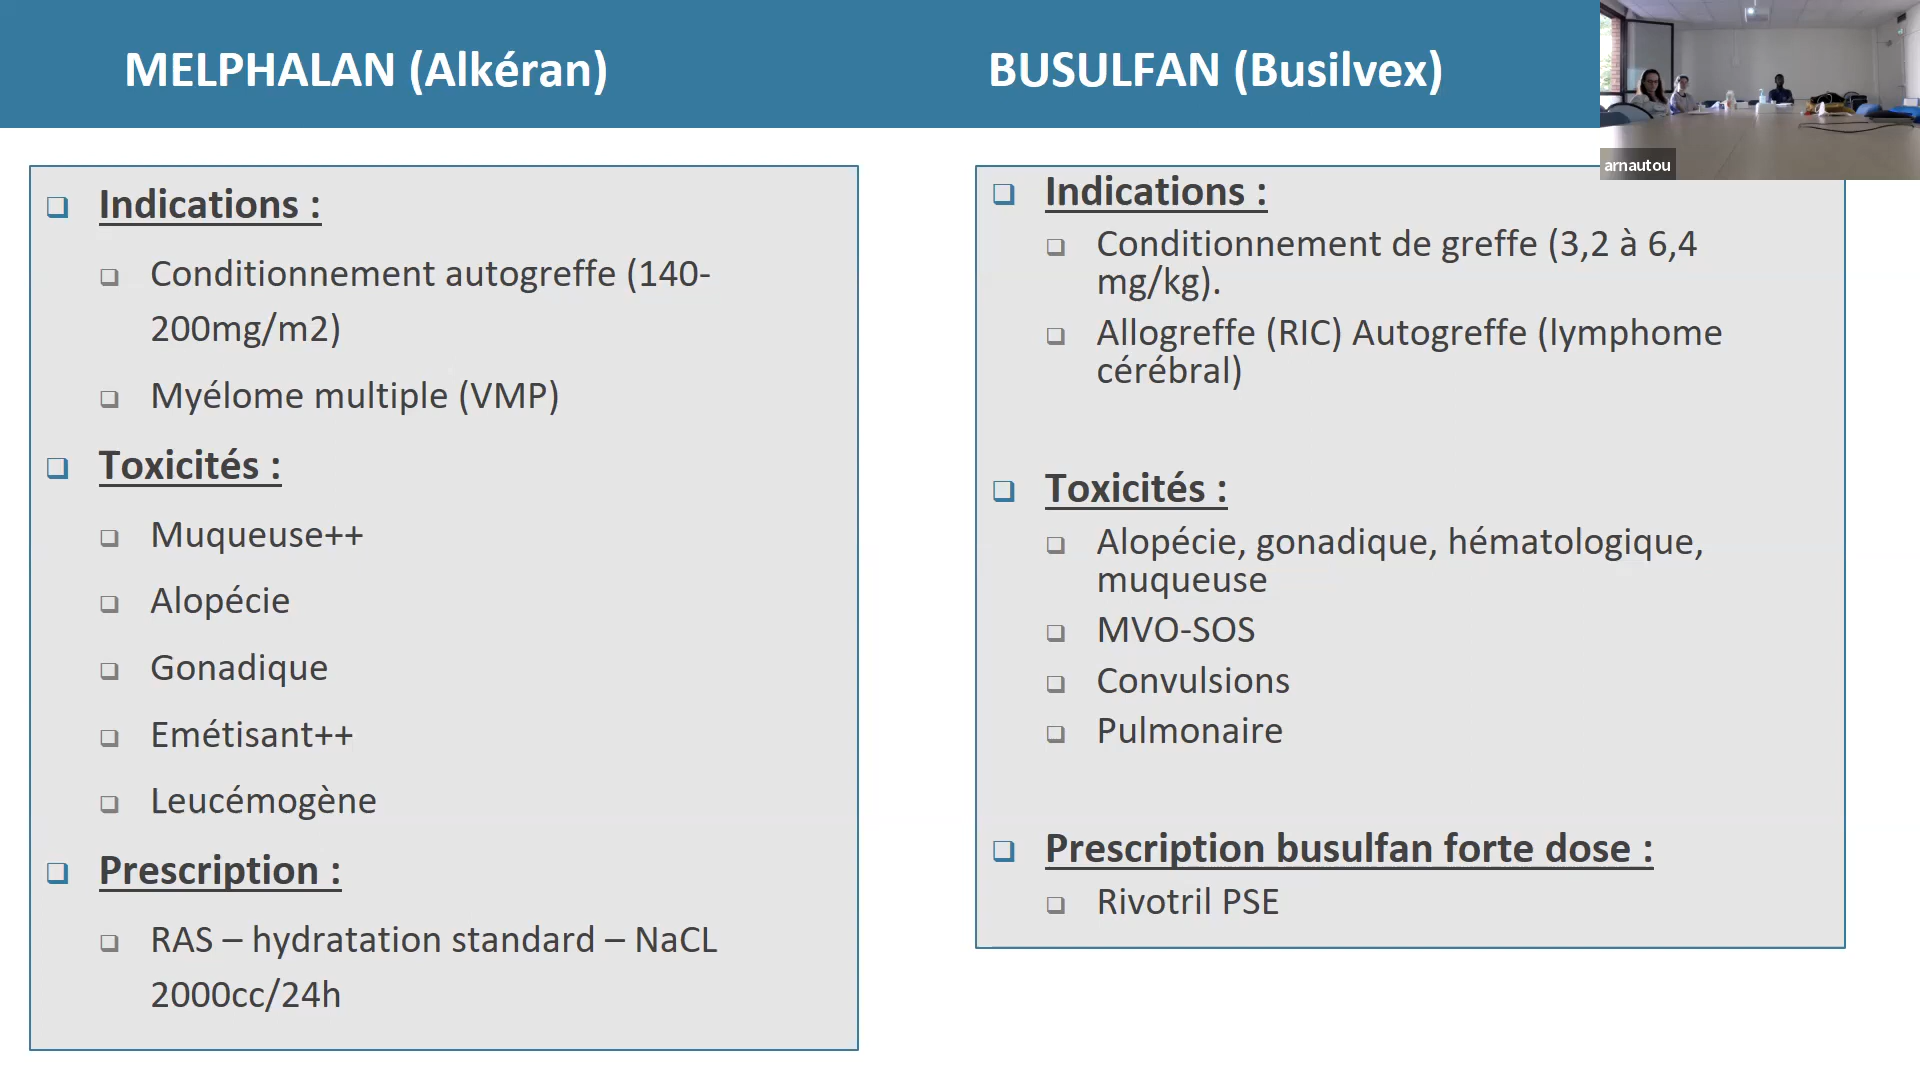 MELPHALAN (Alkéran)
BUSULFAN (Busilvex)
arnautou
Indications :
Conditionnement autogreffe (140-
200mg/m2)
Myélome multiple (VMP)
Toxicités :
Muqueuse++
Alopécie
Gonadique
Emétisant++
Leucémogène
Prescription :
RAS – hydratation standard – NaCL
2000cc/24h
Indications :
Conditionnement de greffe (3,2 à 6,4
mg/kg).
Allogreffe (RIC) Autogreffe (lymphome
cérébral)
Toxicités :
Alopécie, gonadique, hématologique,
muqueuse
MVO-SOS
Convulsions
Pulmonaire
Prescription busulfan forte dose :
Rivotril PSE